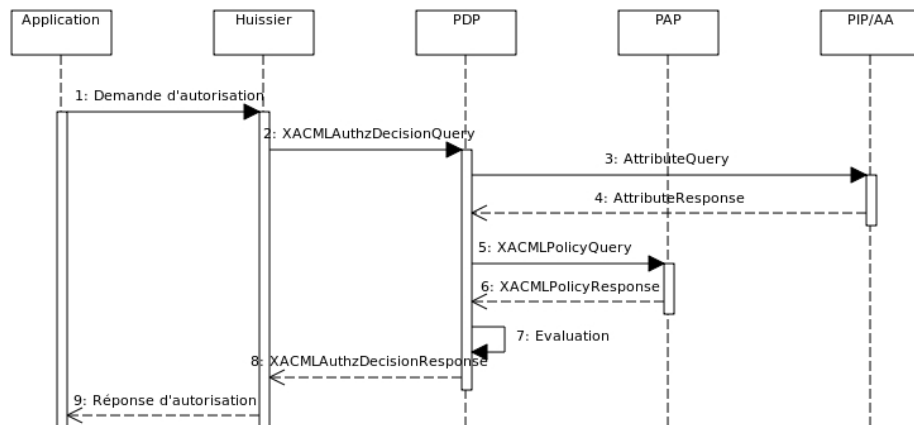 Application
Huissier
PDP
PAP
PIP/AA
1: Demande d'autorisation
2: XACMLAuthzDecisionQuery
3: AttributeQuery
4: AttributeResponse
5: XACMLPolicyQuery
6: XACMLPolicyResponse
7: Evaluation
8: XACMLAuthzDecisionResponse
9: Réponse d'autorisation